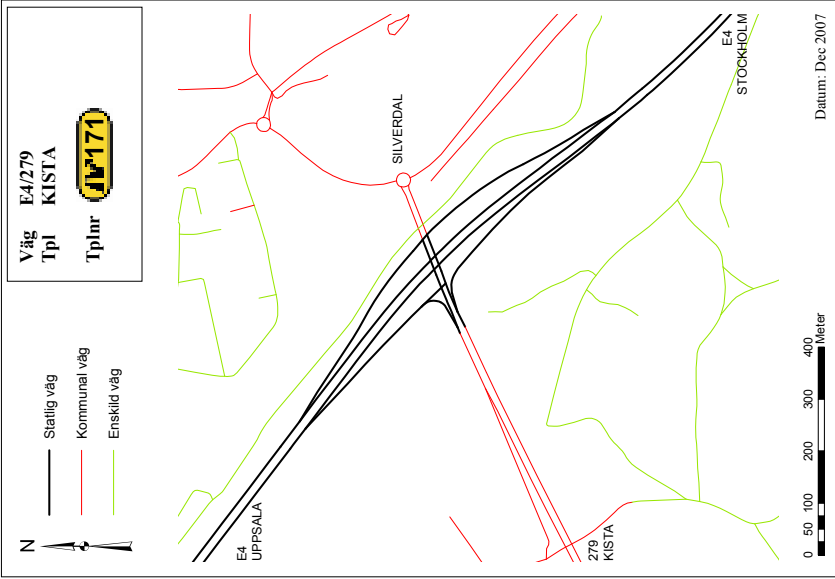 Väg E4/279
Tpl KISTA
Tplnr 171
N
Statlig väg
Kommunal väg
Enskild väg
SILVERDAL
E4
STOCKHOLM
E4
UPPSALA
279
KISTA
0 50 100 200 300 400
Meter
Datum: Dec 2007